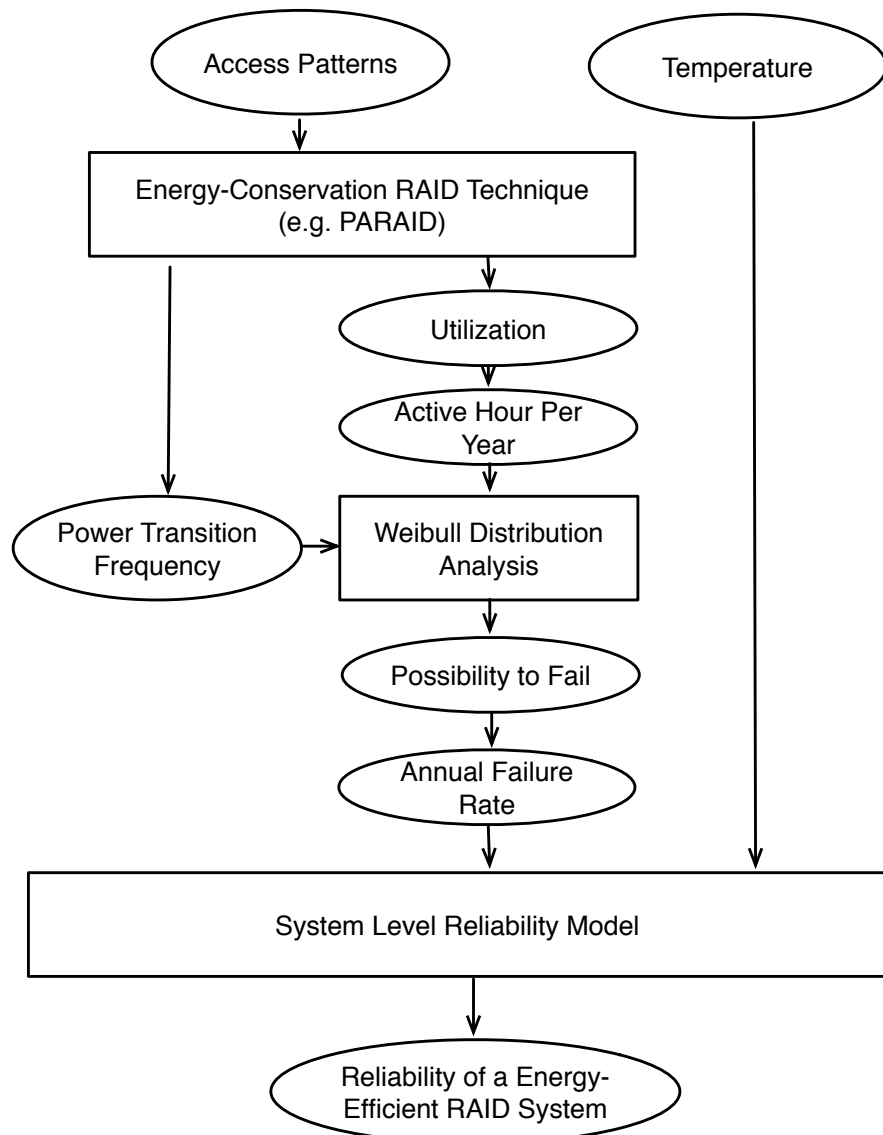 Access Patterns
Temperature
Energy-Conservation RAID Technique
(e.g. PARAID)
Utilization
Active Hour Per
Year
Power Transition
Frequency
Weibull Distribution
Analysis
Possibility to Fail
Annual Failure
Rate
System Level Reliability Model
Reliability of a Energy-
Efficient RAID System